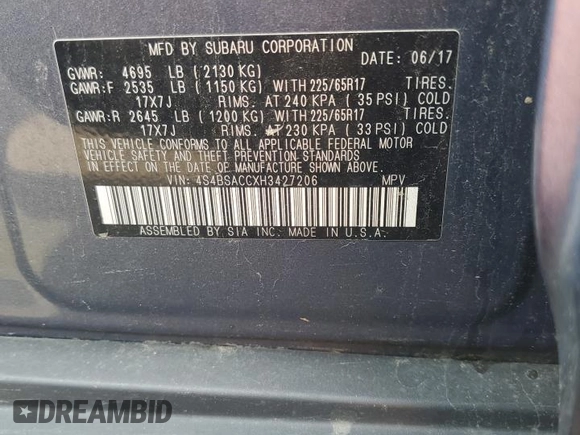 MFD BY SUBARU CORPORATION DATE: 06/17
GVWR: 4695 LB ( 2130 KG)
GAWR:F 2535 LB ( 1150 KG) WITH 225/65R17 TIRES.
17X7J RIMS. AT 240 KPA ( 35 PSI) COLD
GAWR:R 2645 LB ( 1200 KG) WITH 225/65R17 TIRES.
17X7J RIMS. AT 230 KPA ( 33 PSI) COLD
THIS VEHICLE CONFORMS TO ALL APPLICABLE FEDERAL MOTOR
VEHICLE SAFETY AND THEFT PREVENTION STANDARDS
IN EFFECT ON THE DATE OF MANUFACTURE SHOWN ABOVE.
VIN: 4S4BSACCXH3427206 MPV
ASSEMBLED BY SIA INC. MADE IN U.S.A.
DREAMBID